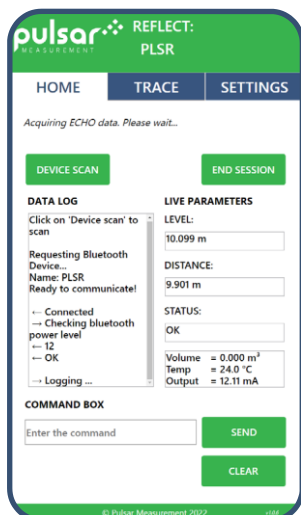 pulsar
MEASUREMENT
REFLECT:
PLSR
HOME TRACE SETTINGS
Acquiring ECHO data. Please wait...
DEVICE SCAN END SESSION
DATA LOG LIVE PARAMETERS
Click on 'Device scan' to
scan
Requesting Bluetooth
Device...
Name: PLSR
Ready to communicate!
← Connected
→ Checking bluetooth
power level
← 12
← OK
→ Logging ...
LEVEL:
10.099 m
DISTANCE:
9.901 m
STATUS:
OK
Volume = 0.000 m³
Temp = 24.0 °C
Output = 12.11 mA
COMMAND BOX
Enter the command SEND
CLEAR
© Pulsar Measurement 2022